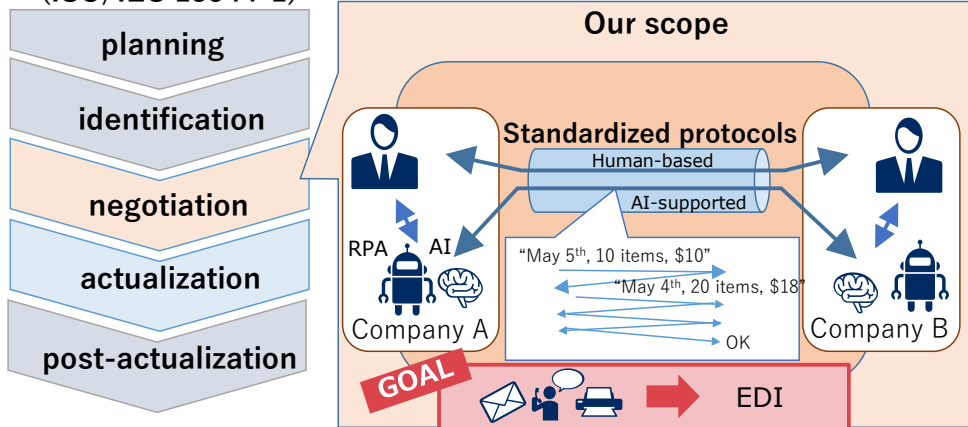 planning
identification
negotiation
actualization
post-actualization
Our scope
Standardized protocols
Human-based
AI-supported
RPA
AI
Company A
Company B
“May 5th, 10 items, $10”
“May 4th, 20 items, $18”
OK
GOAL
EDI